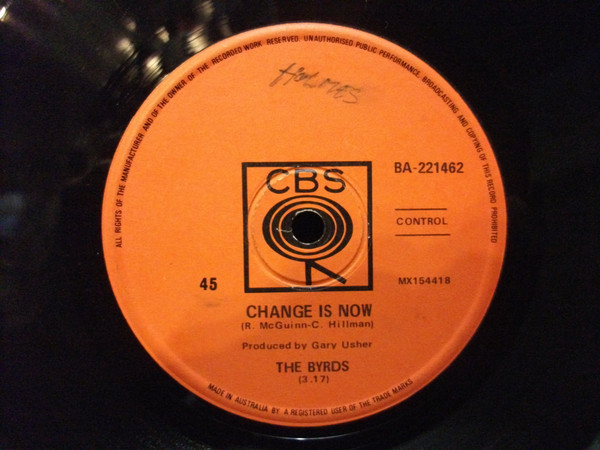 ALL RIGHTS OF THE MANUFACTURER AND OF THE OWNER OF THE RECORDED WORK RESERVED. UNAUTHORISED PUBLIC PERFORMANCE, BROADCASTING AND COPYING OF THIS RECORD PROHIBITED
CBS
BA-221462
CONTROL
45
MX154418
CHANGE IS NOW
(R. McGuinn-C. Hillman)
Produced by Gary Usher
THE BYRDS
(3.17)
MADE IN AUSTRALIA BY A REGISTERED USER OF THE TRADE MARKS